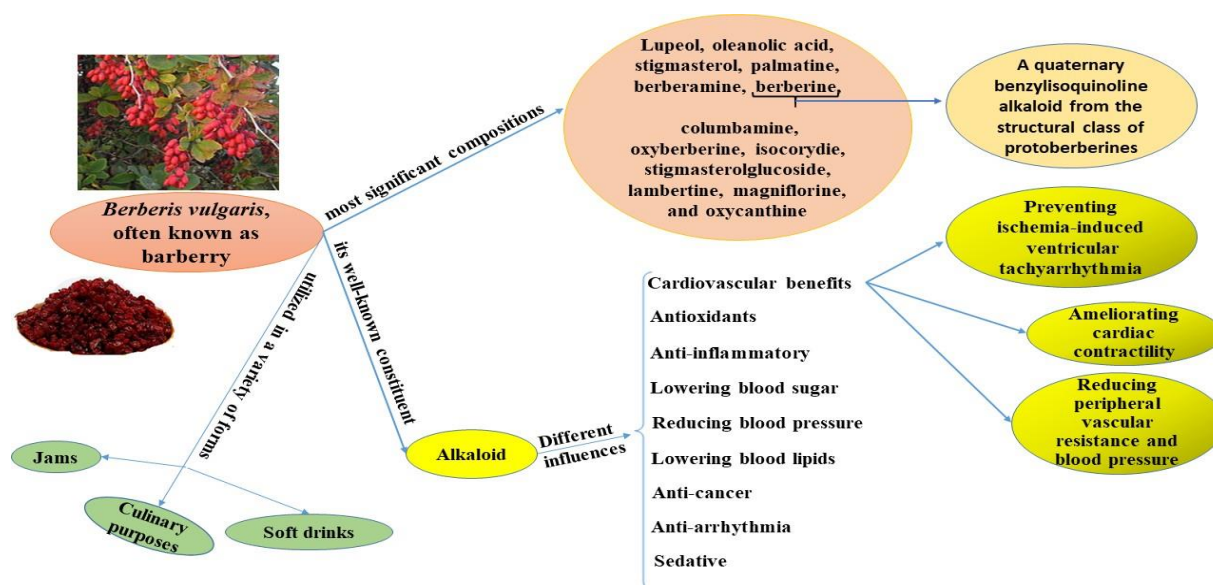 Lupeol, oleanolic acid,
stigmasterol, palmatine,
berberamine, berberine,
columbamine,
oxyberberine, isocorydie,
stigmasterolglucoside,
lambertine, magniflorine,
and oxycanthine
A quaternary
benzylisoquinoline
alkaloid from the
structural class of
protoberberines
most significant compositions
Berberis vulgaris,
often known as
barberry
its well-known constituent
utilized in a variety of forms
Preventing
ischemia-induced
ventricular
tachyarrhythmia
Cardiovascular benefits
Antioxidants
Anti-inflammatory
Lowering blood sugar
Reducing blood pressure
Lowering blood lipids
Anti-cancer
Anti-arrhythmia
Sedative
Ameliorating
cardiac
contractility
Reducing
peripheral
vascular
resistance and
blood pressure
Alkaloid
Different
influences
Jams
Culinary
purposes
Soft drinks